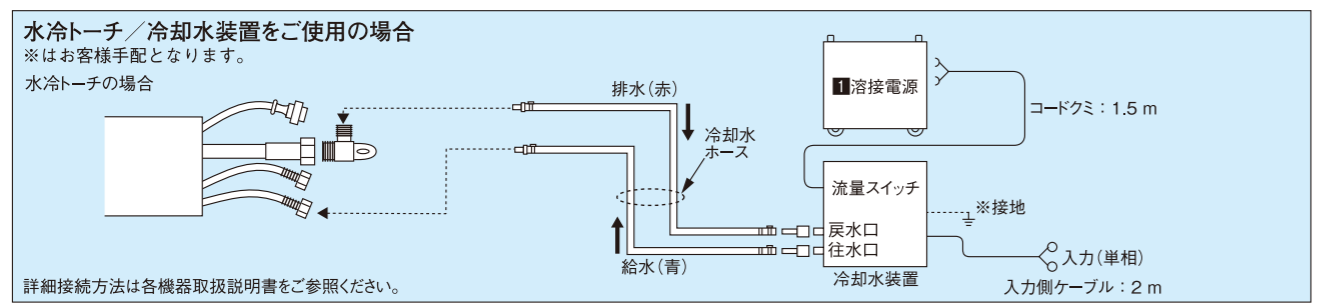 水冷トーチ／冷却水装置をご使用の場合
※はお客様手配となります。
水冷トーチの場合
排水（赤）
冷却水
ホース
給水（青）
1溶接電源
コードクミ：1.5 m
流量スイッチ
※接地
戻水口
往水口
冷却水装置
入力（単相）
入力側ケーブル：2 m
詳細接続方法は各機器取扱説明書をご参照ください。